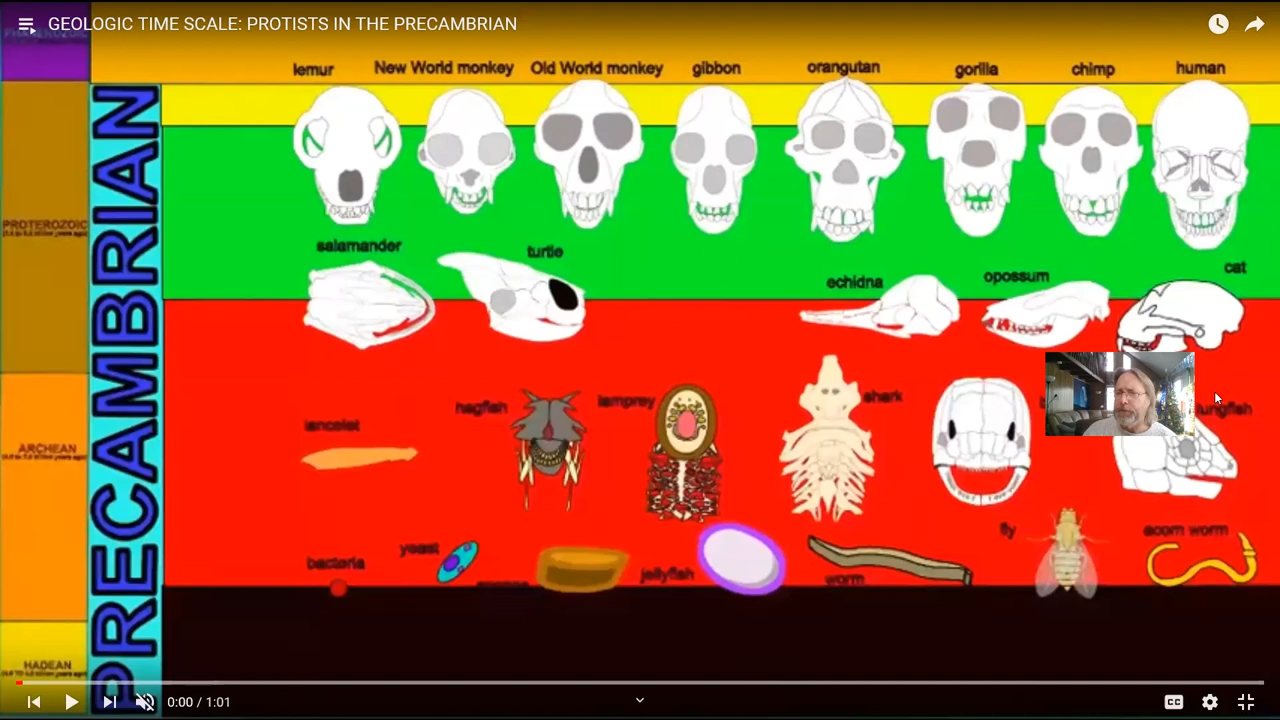 GEOLOGIC TIME SCALE: PROTISTS IN THE PRECAMBRIAN
lemur New World monkey Old World monkey gibbon orangutan gorilla chimp human
PRECAMBRIAN
PROTEROZOIC
salamander turtle echidna opossum cat
ARCHEAN
lancelet hagfish lamprey shark lungfish
bacteria yeast jellyfish worm fly acorn worm
HADEAN
0:00 / 1:01
CC